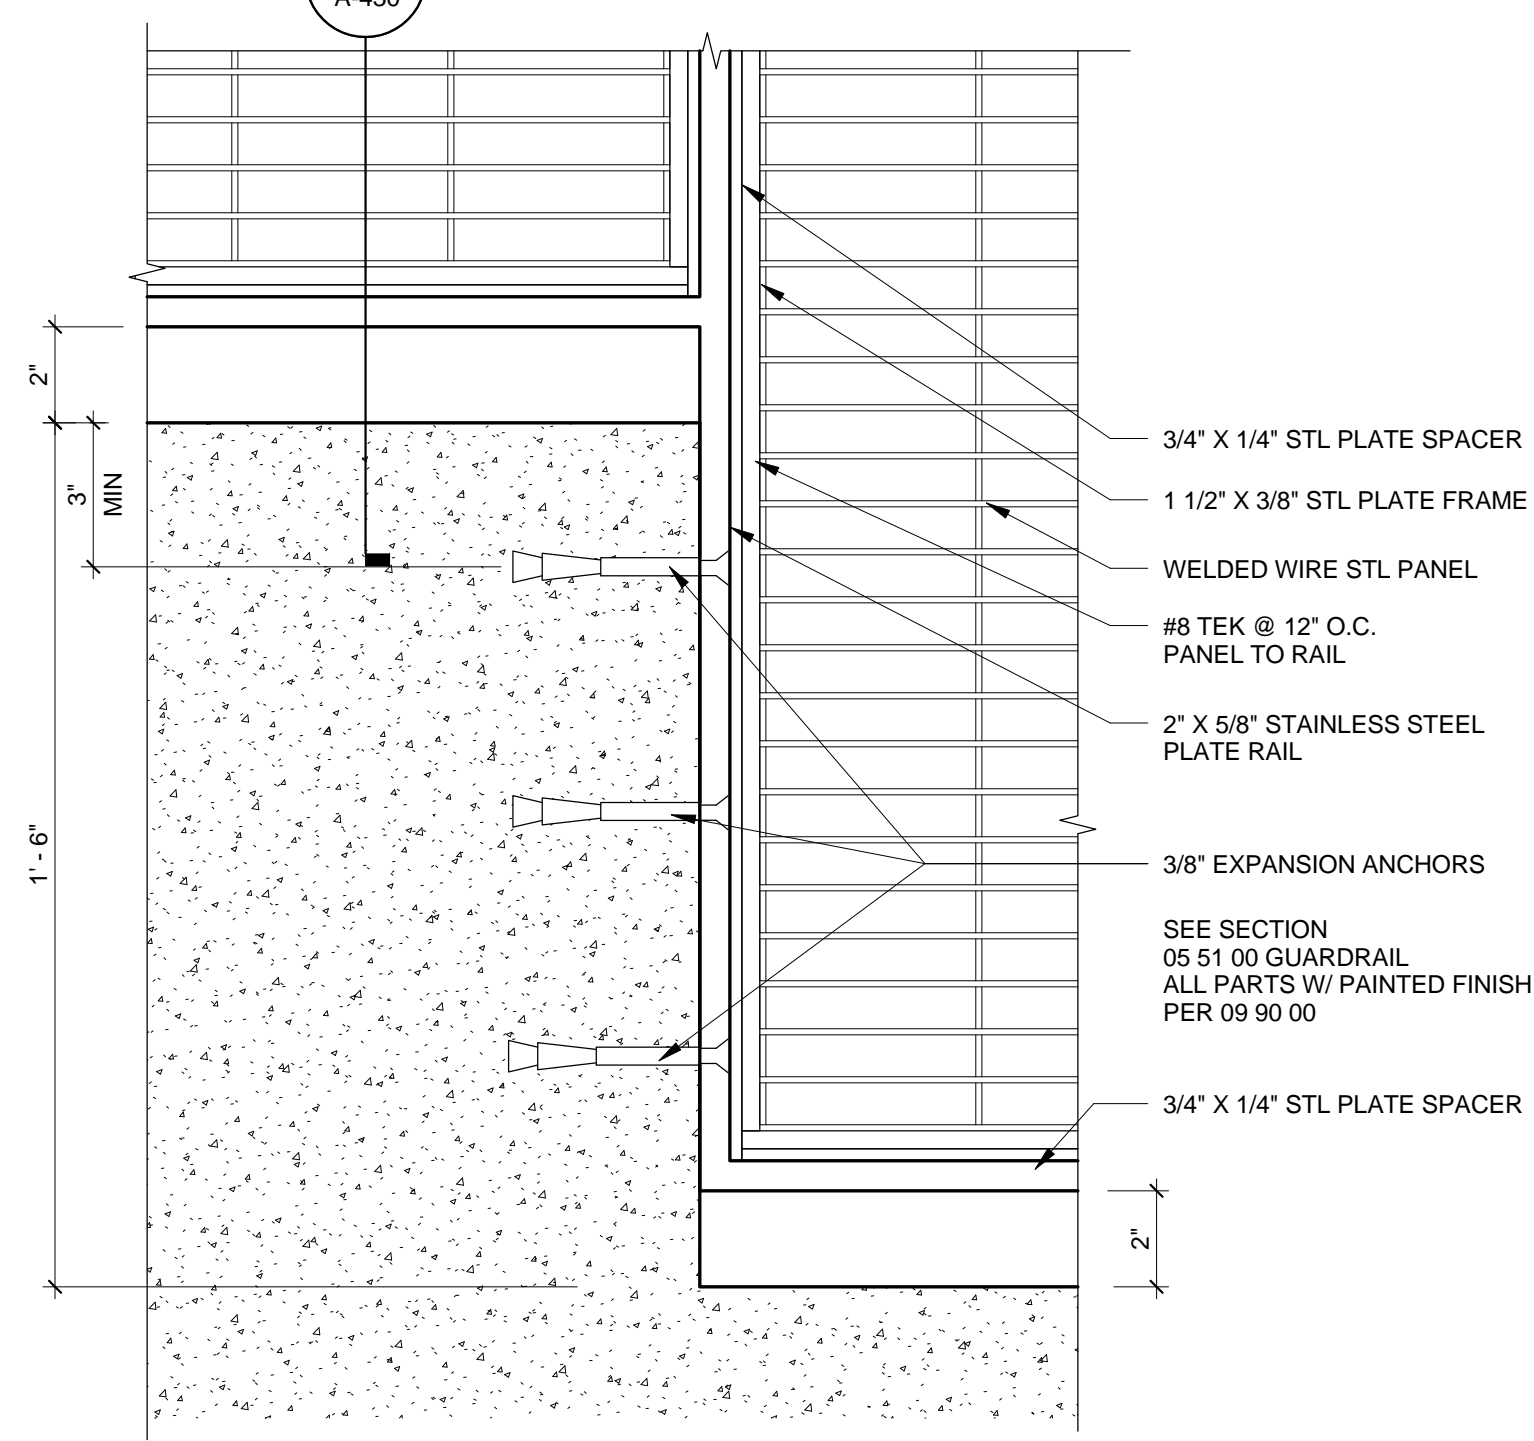 2"
3"
MIN
1' - 6"
3/4" X 1/4" STL PLATE SPACER
1 1/2" X 3/8" STL PLATE FRAME
WELDED WIRE STL PANEL
#8 TEK @ 12" O.C.
PANEL TO RAIL
2" X 5/8" STAINLESS STEEL
PLATE RAIL
3/8" EXPANSION ANCHORS
SEE SECTION
05 51 00 GUARDRAIL
ALL PARTS W/ PAINTED FINISH
PER 09 90 00
3/4" X 1/4" STL PLATE SPACER
2"